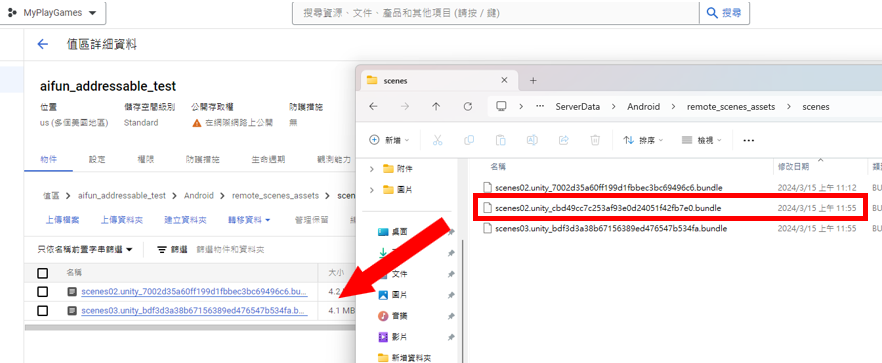 MyPlayGames
搜尋資源、文件、產品和其他項目 (請按 / 鍵)
搜尋
值區詳細資料
aifun_addressable_test
位置 儲存空間級別 公開存取權 防護措施
us (多個美國地區) Standard 在網際網路上公開 無
物件 設定 權限 防護措施 生命週期 觀測能力
值區 aifun_addressable_test Android remote_scenes_assets
上傳檔案 上傳資料夾 建立資料夾 轉移資料 管理保留
只依名稱前置字串篩選 篩選 篩選物件和資料夾
名稱 大小
scenes02.unity_7002d35a60ff199d1fbbec3bc69496c6.bu...
scenes03.unity_bdf3d3a38b67156389ed476547b534fa.b... 4.1 MB
scenes
ServerData Android remote_scenes_assets scenes
新增 排序 檢視
附件
圖片
桌面
文件
圖片
音樂
影片
新增資料夾
名稱 修改日期
scenes02.unity_7002d35a60ff199d1fbbec3bc69496c6.bundle 2024/3/15 上午 11:12 BU
scenes02.unity_cbd49cc7c253af93e0d24051f42fb7e0.bundle 2024/3/15 上午 11:55 BU
scenes03.unity_bdf3d3a38b67156389ed476547b534fa.bundle 2024/3/15 上午 11:55 BU